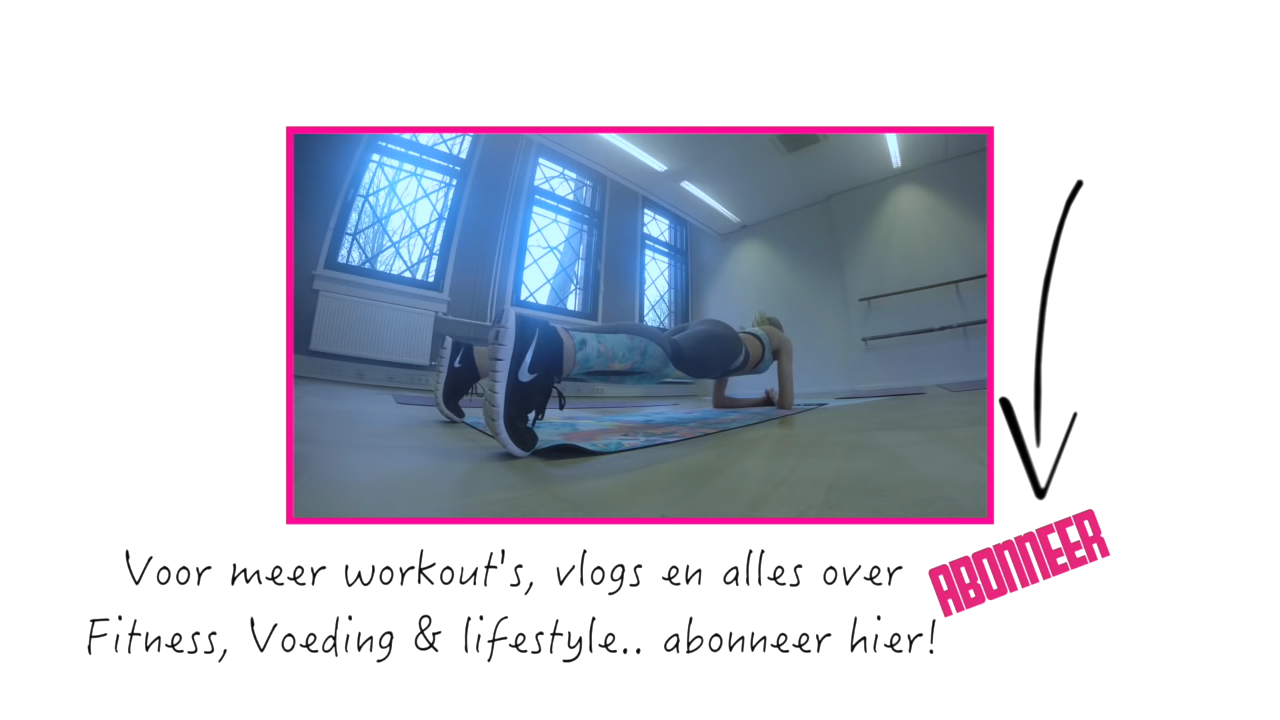 Voor meer workout's, vlogs en alles over
ABONNEER
Fitness, Voeding & lifestyle.. abonneer hier!